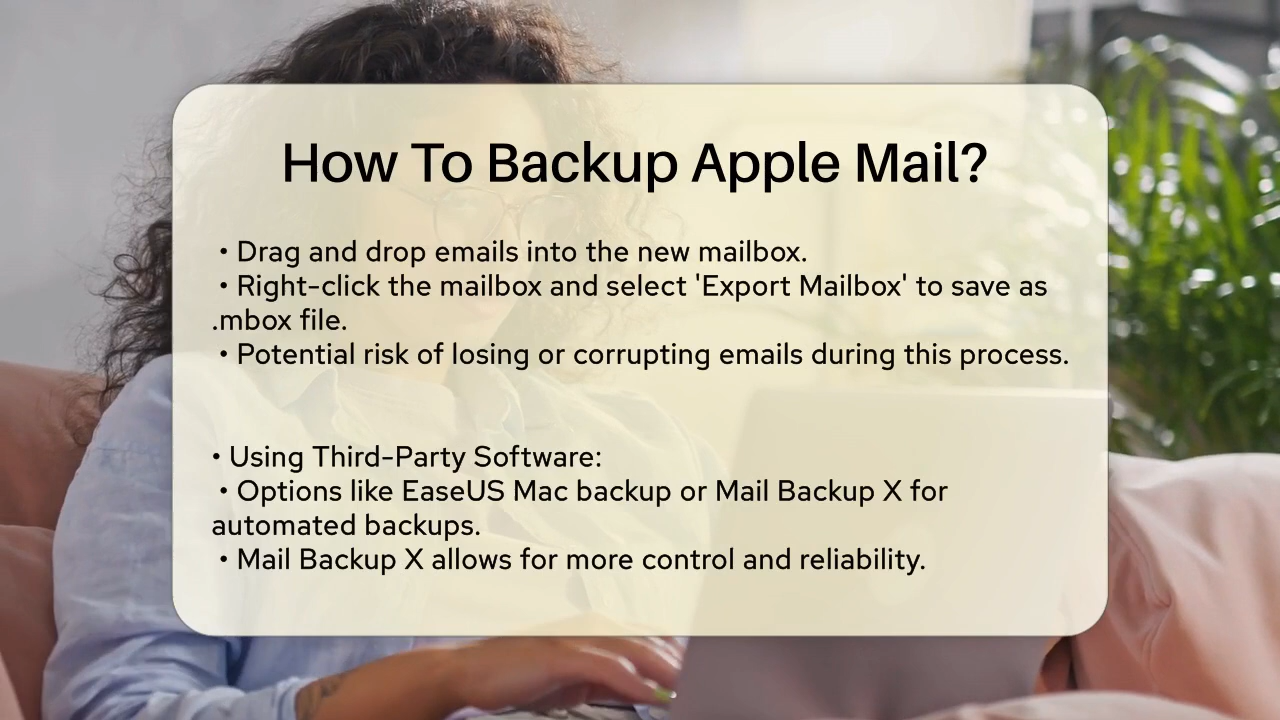 How To Backup Apple Mail?
• Drag and drop emails into the new mailbox.
• Right-click the mailbox and select 'Export Mailbox' to save as
.mbox file.
• Potential risk of losing or corrupting emails during this process.
• Using Third-Party Software:
• Options like EaseUS Mac backup or Mail Backup X for
automated backups.
• Mail Backup X allows for more control and reliability.